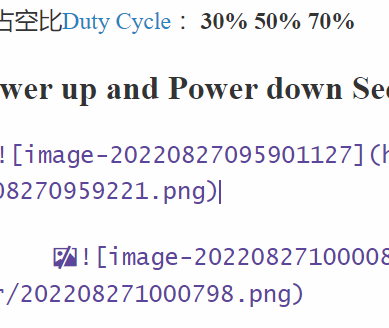 占空比Duty Cycle： 30% 50% 70%
wer up and Power down Se
![image-20220827095901127](h
08270959221.png)
![image-2022082710000８
r/202208271000798.png)